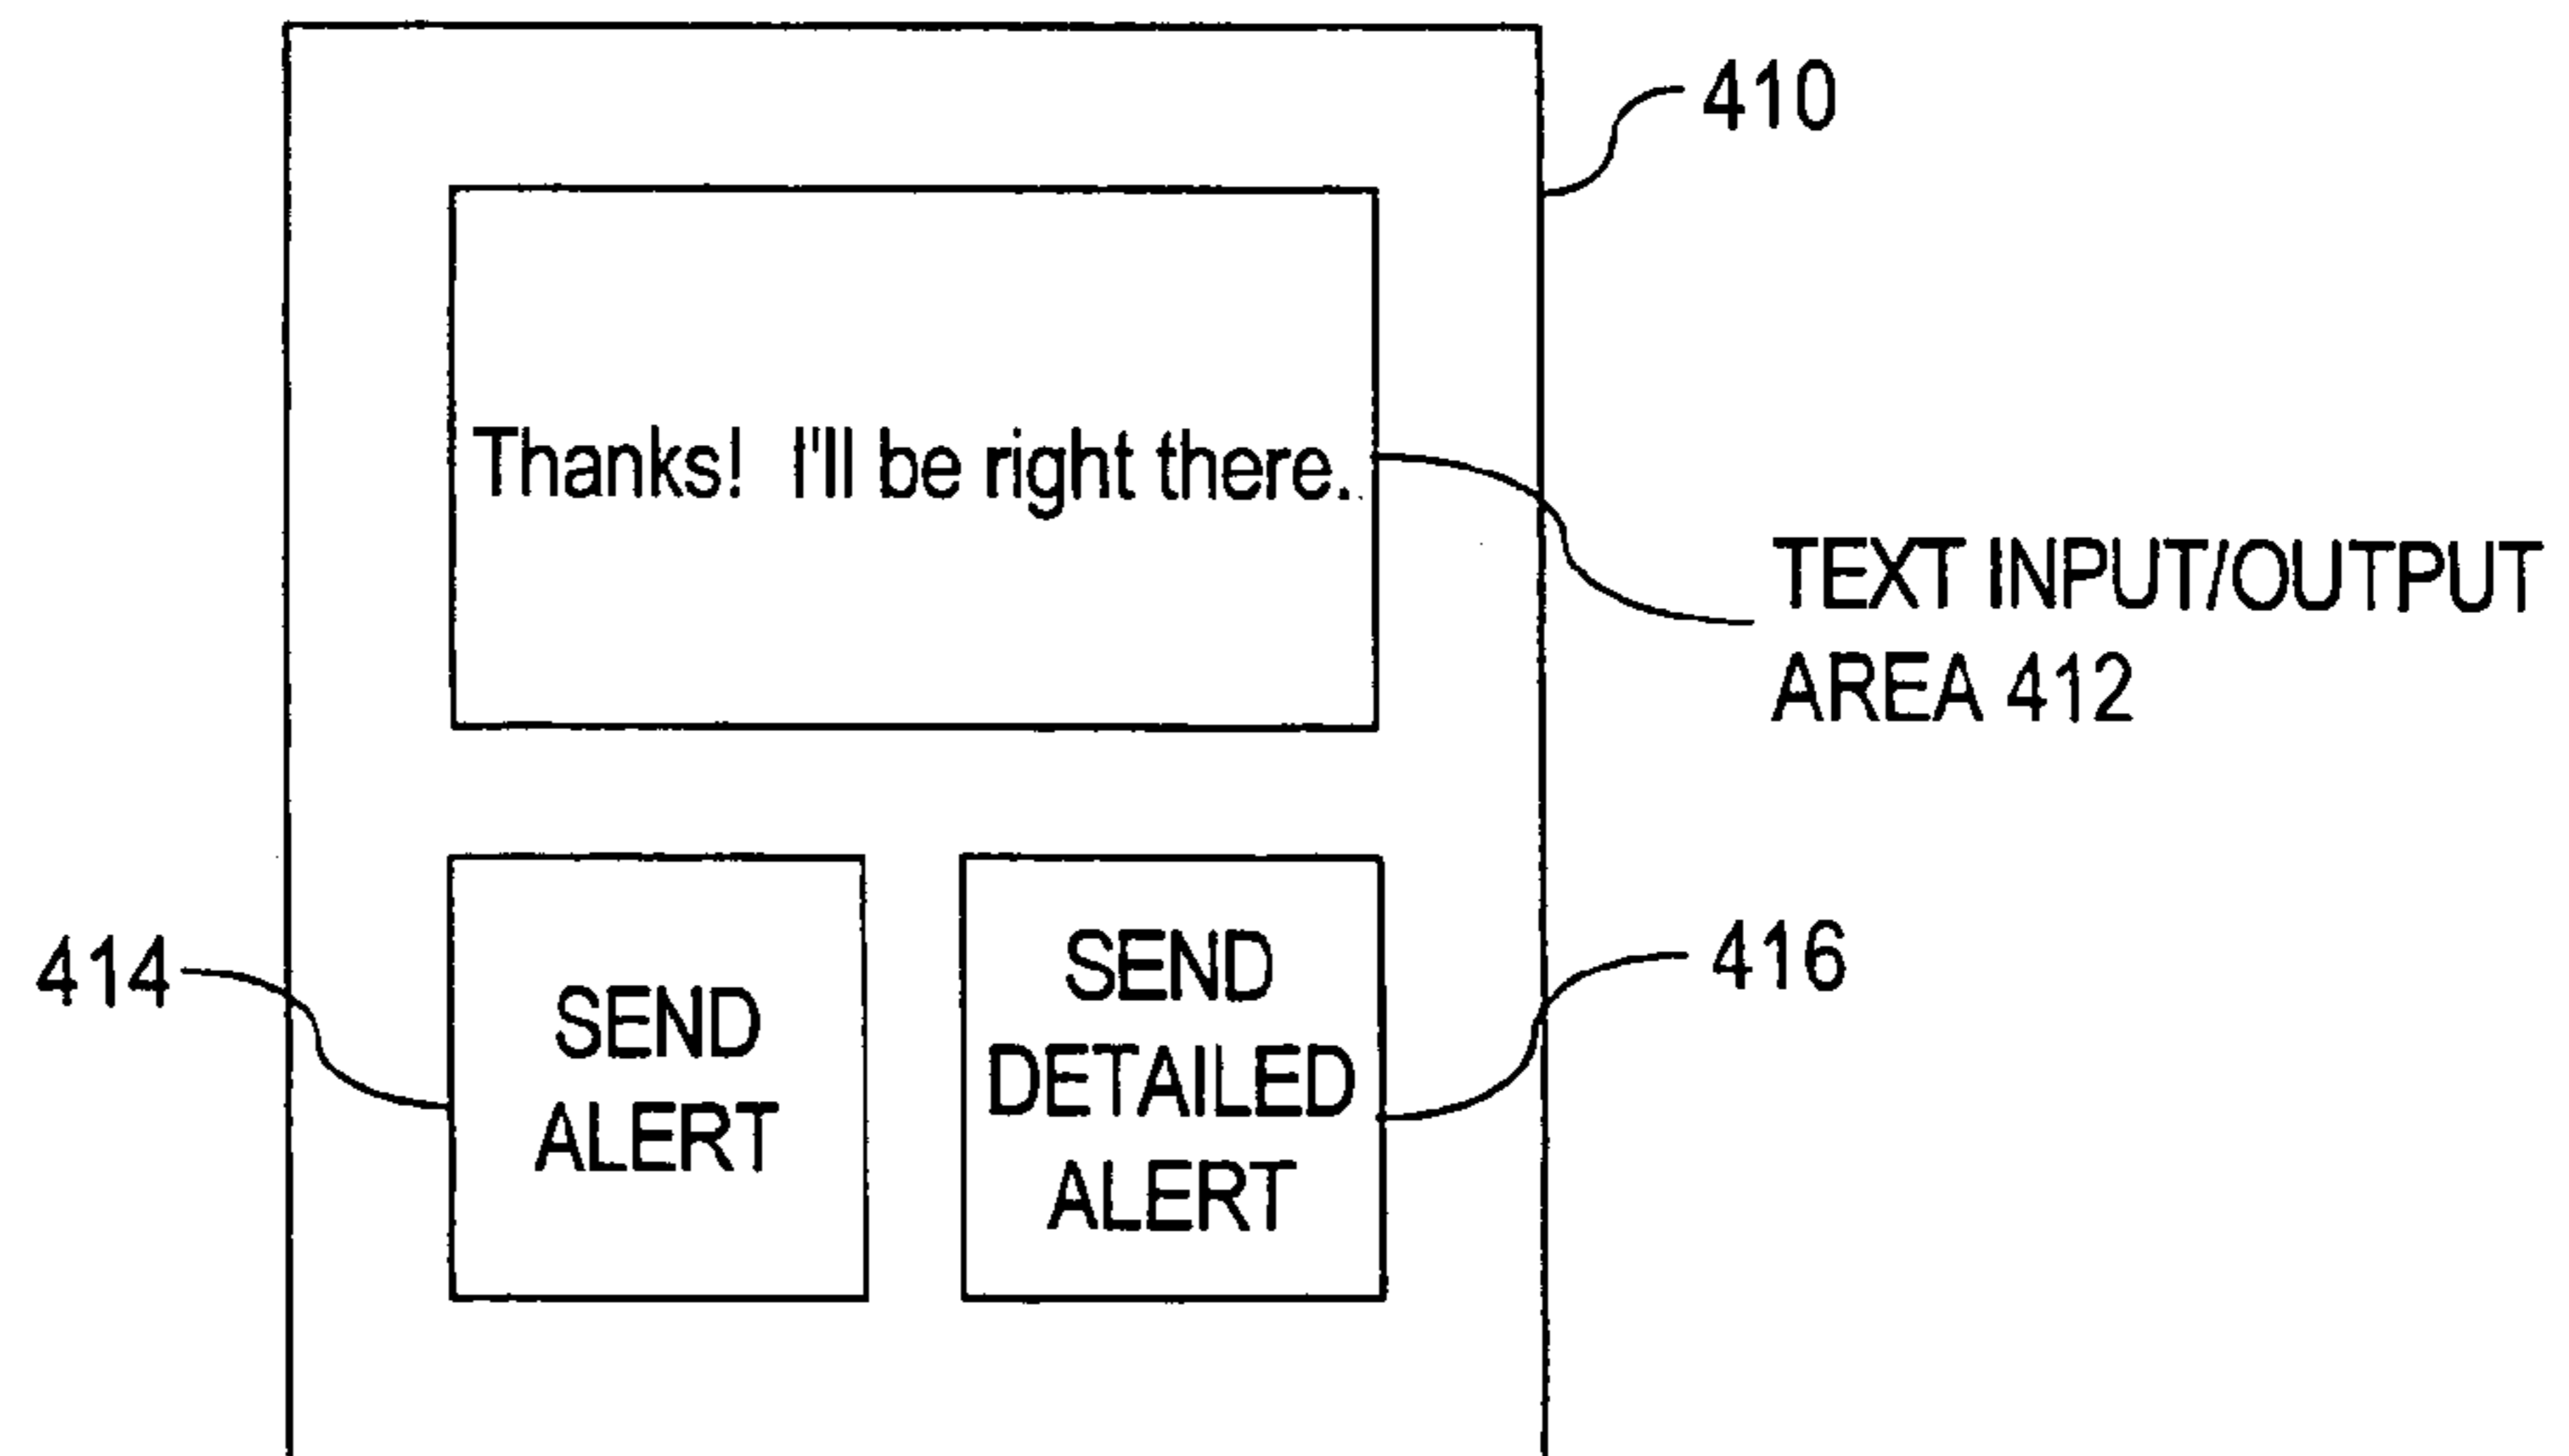 410
Thanks!  I'll be right there.
TEXT INPUT/OUTPUT
AREA 412
414
SEND
ALERT
SEND
DETAILED
ALERT
416